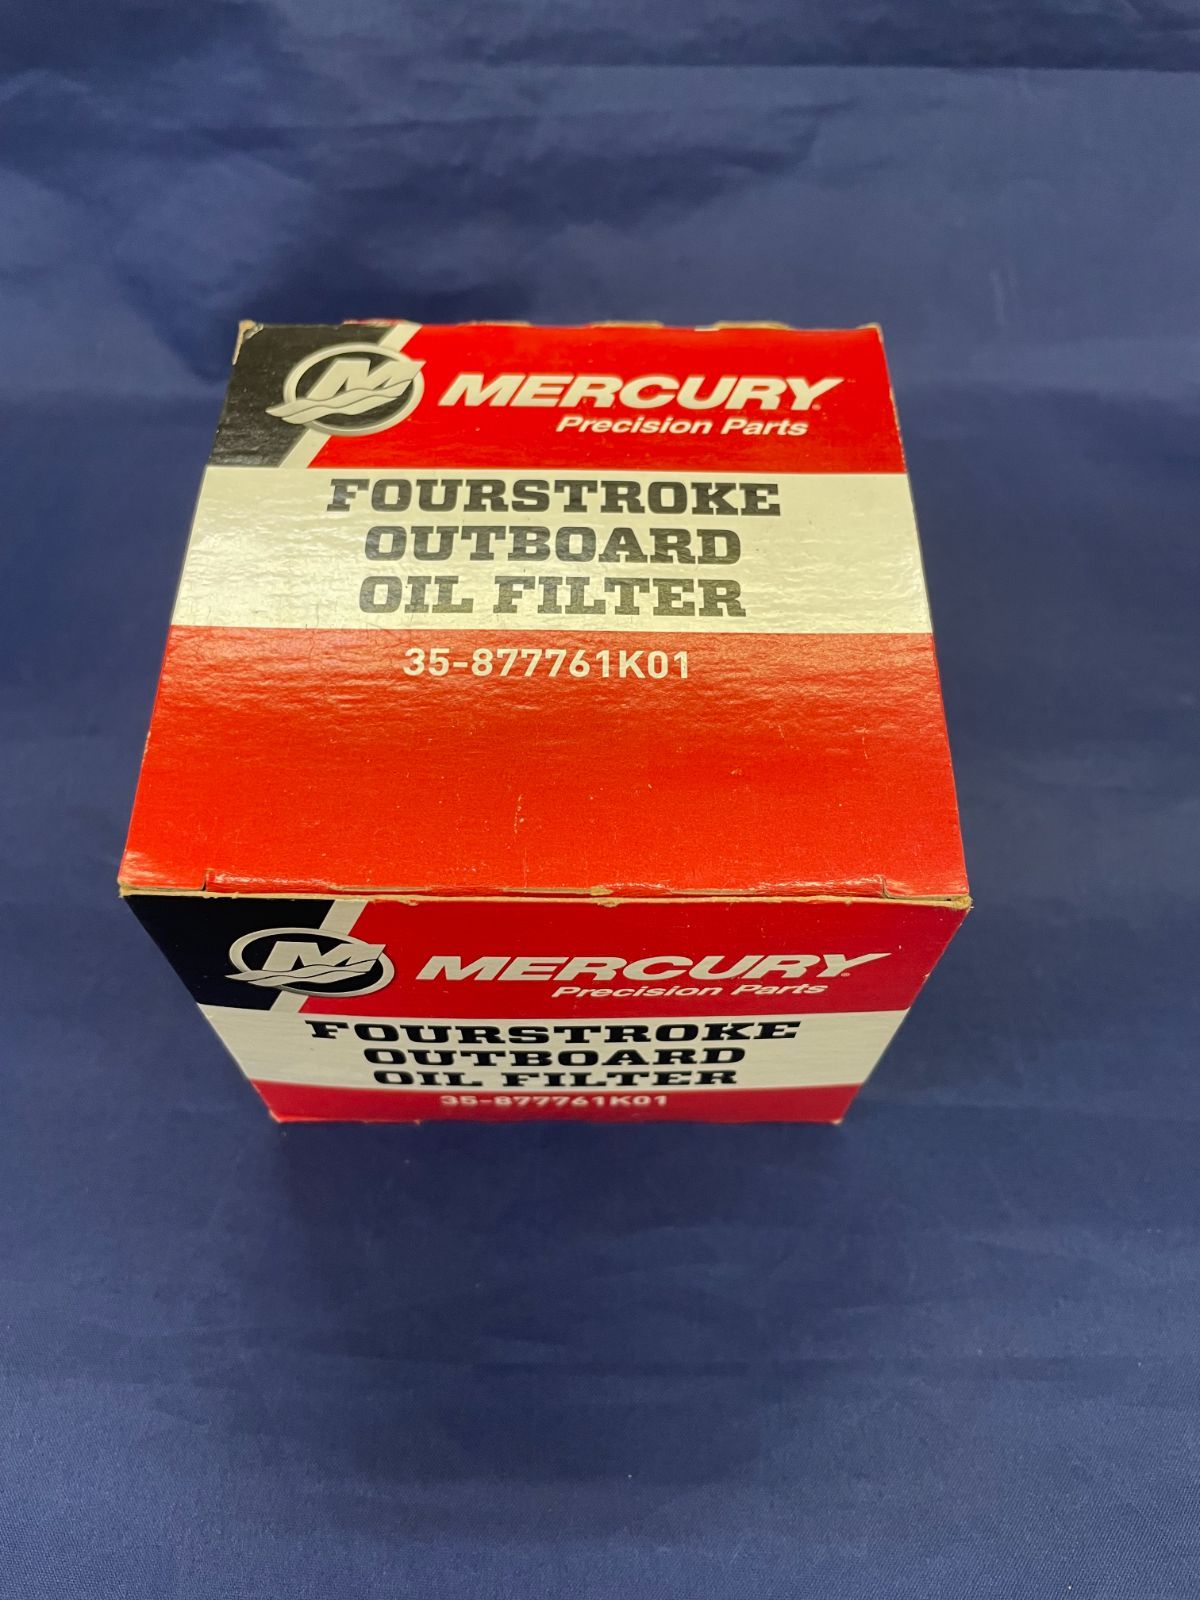 M MERCURY
Precision Parts
FOURSTROKE
OUTBOARD
OIL FILTER
35-877761K01
M MERCURY
Precision Parts
FOURSTROKE
OUTBOARD
OIL FILTER
35-877761K01